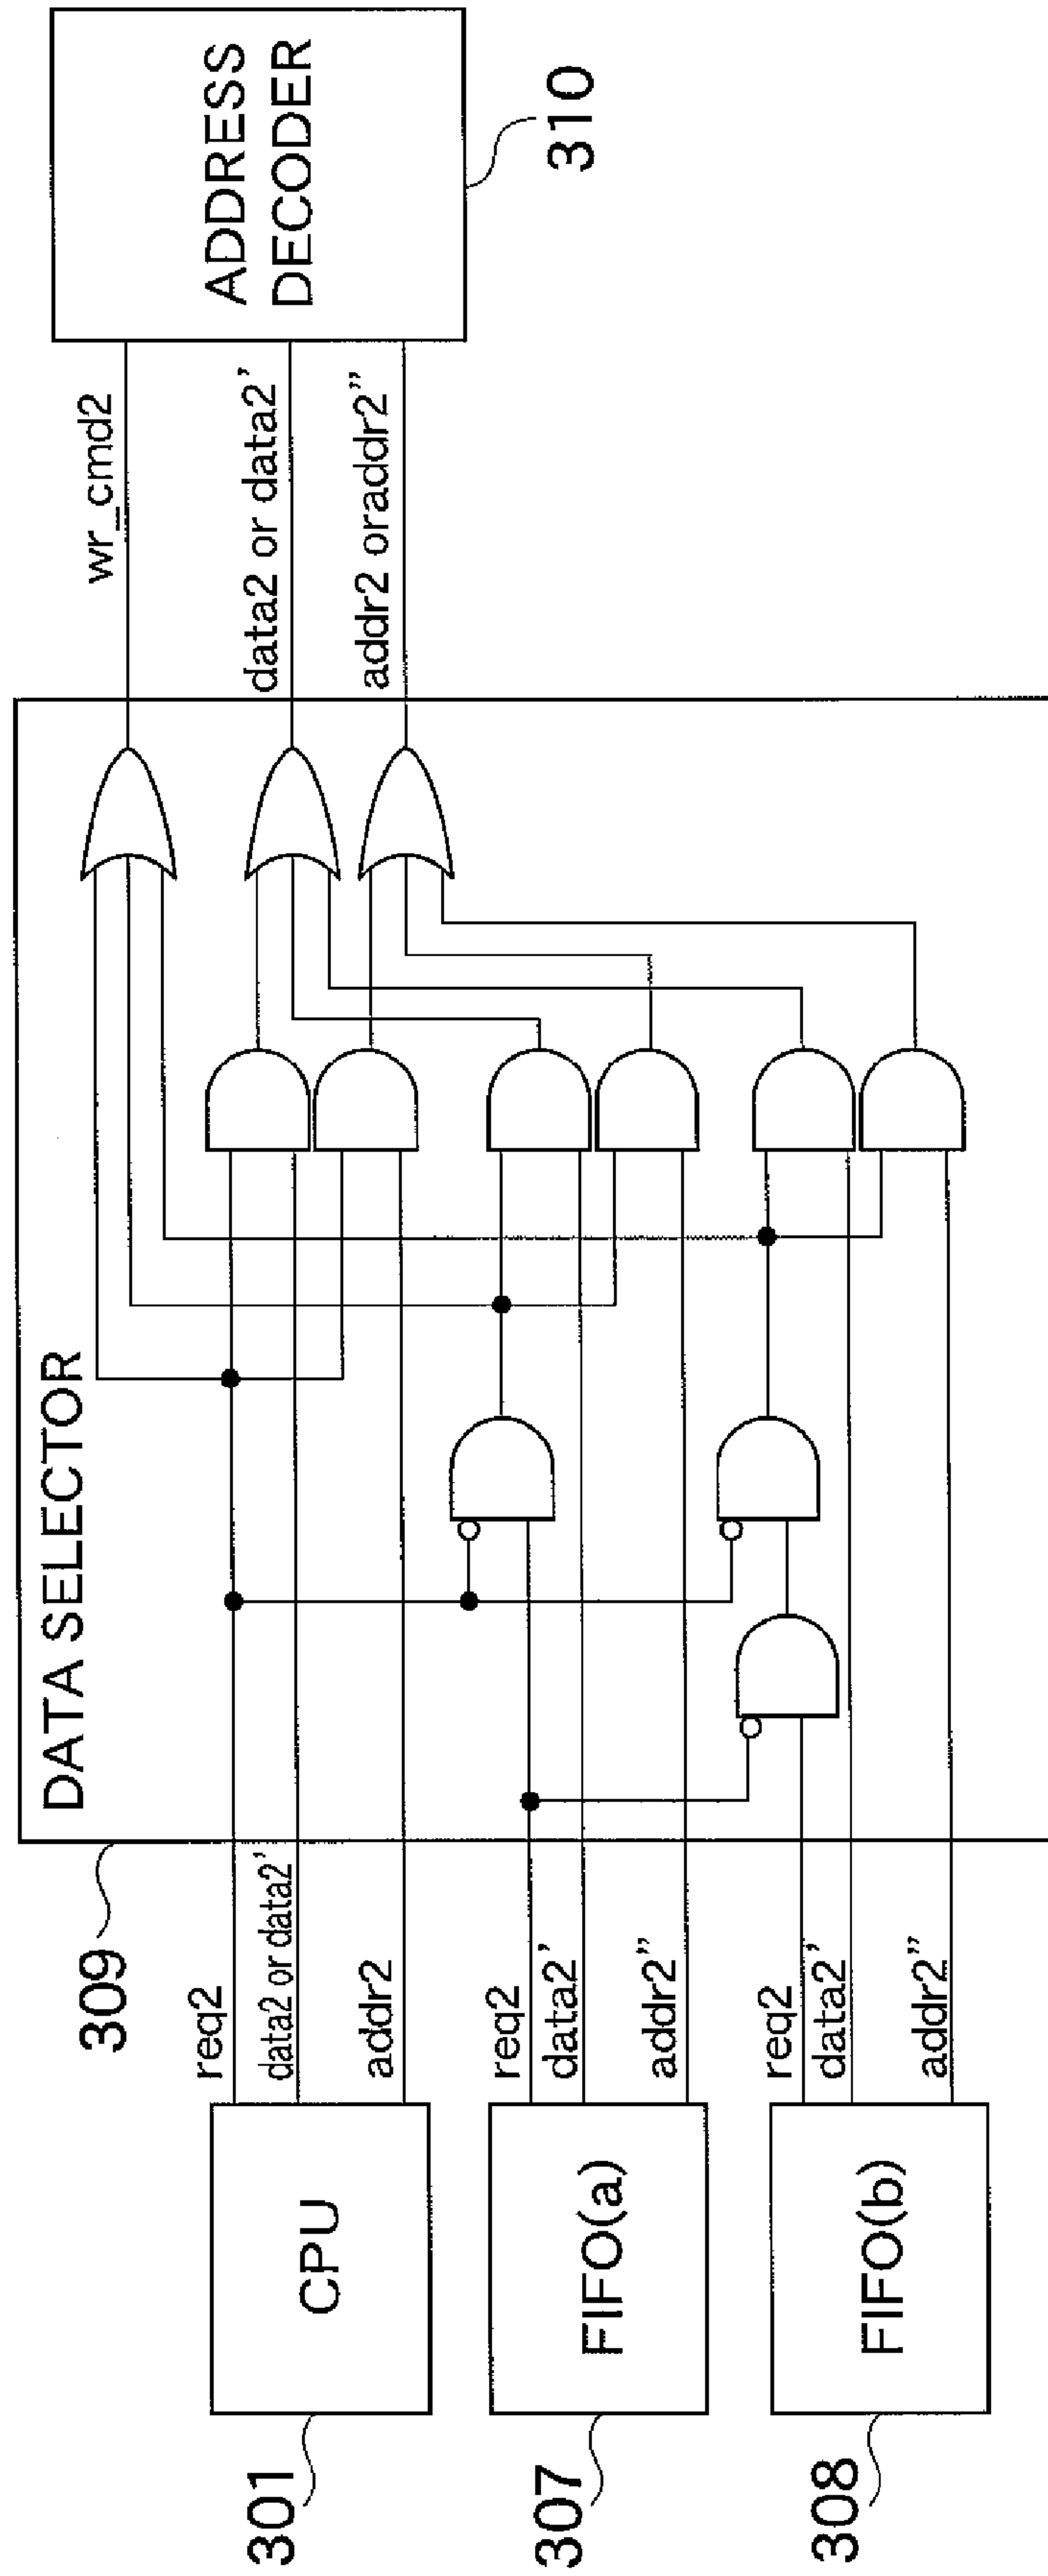 309
DATA SELECTOR
wr_cmd2
data2 or data2'
addr2 oraddr2"
ADDRESS
DECODER
310
301
CPU
req2
data2 or data2'
addr2
307
FIFO(a)
req2
data2'
addr2"
308
FIFO(b)
req2
data2'
addr2"